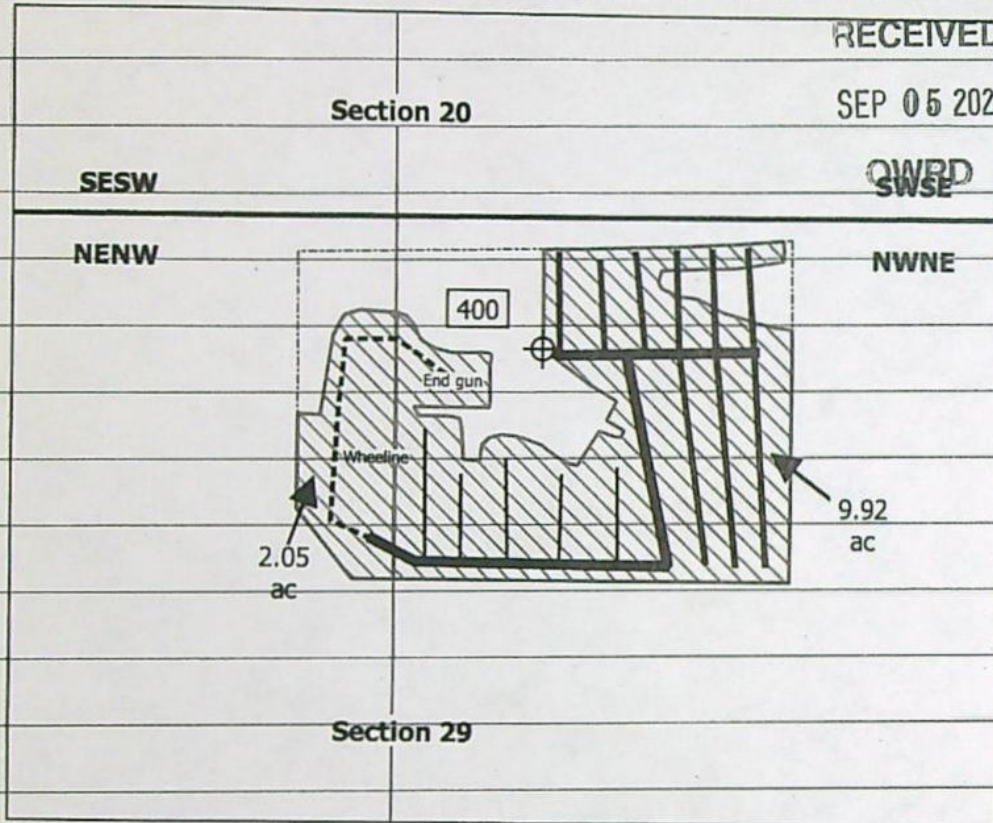 RECEIVED
Section 20
SEP 05 202
OWRD
SESW
SWSE
NENW
NWNE
400
End gun
Wheeline
9.92
ac
2.05
ac
Section 29